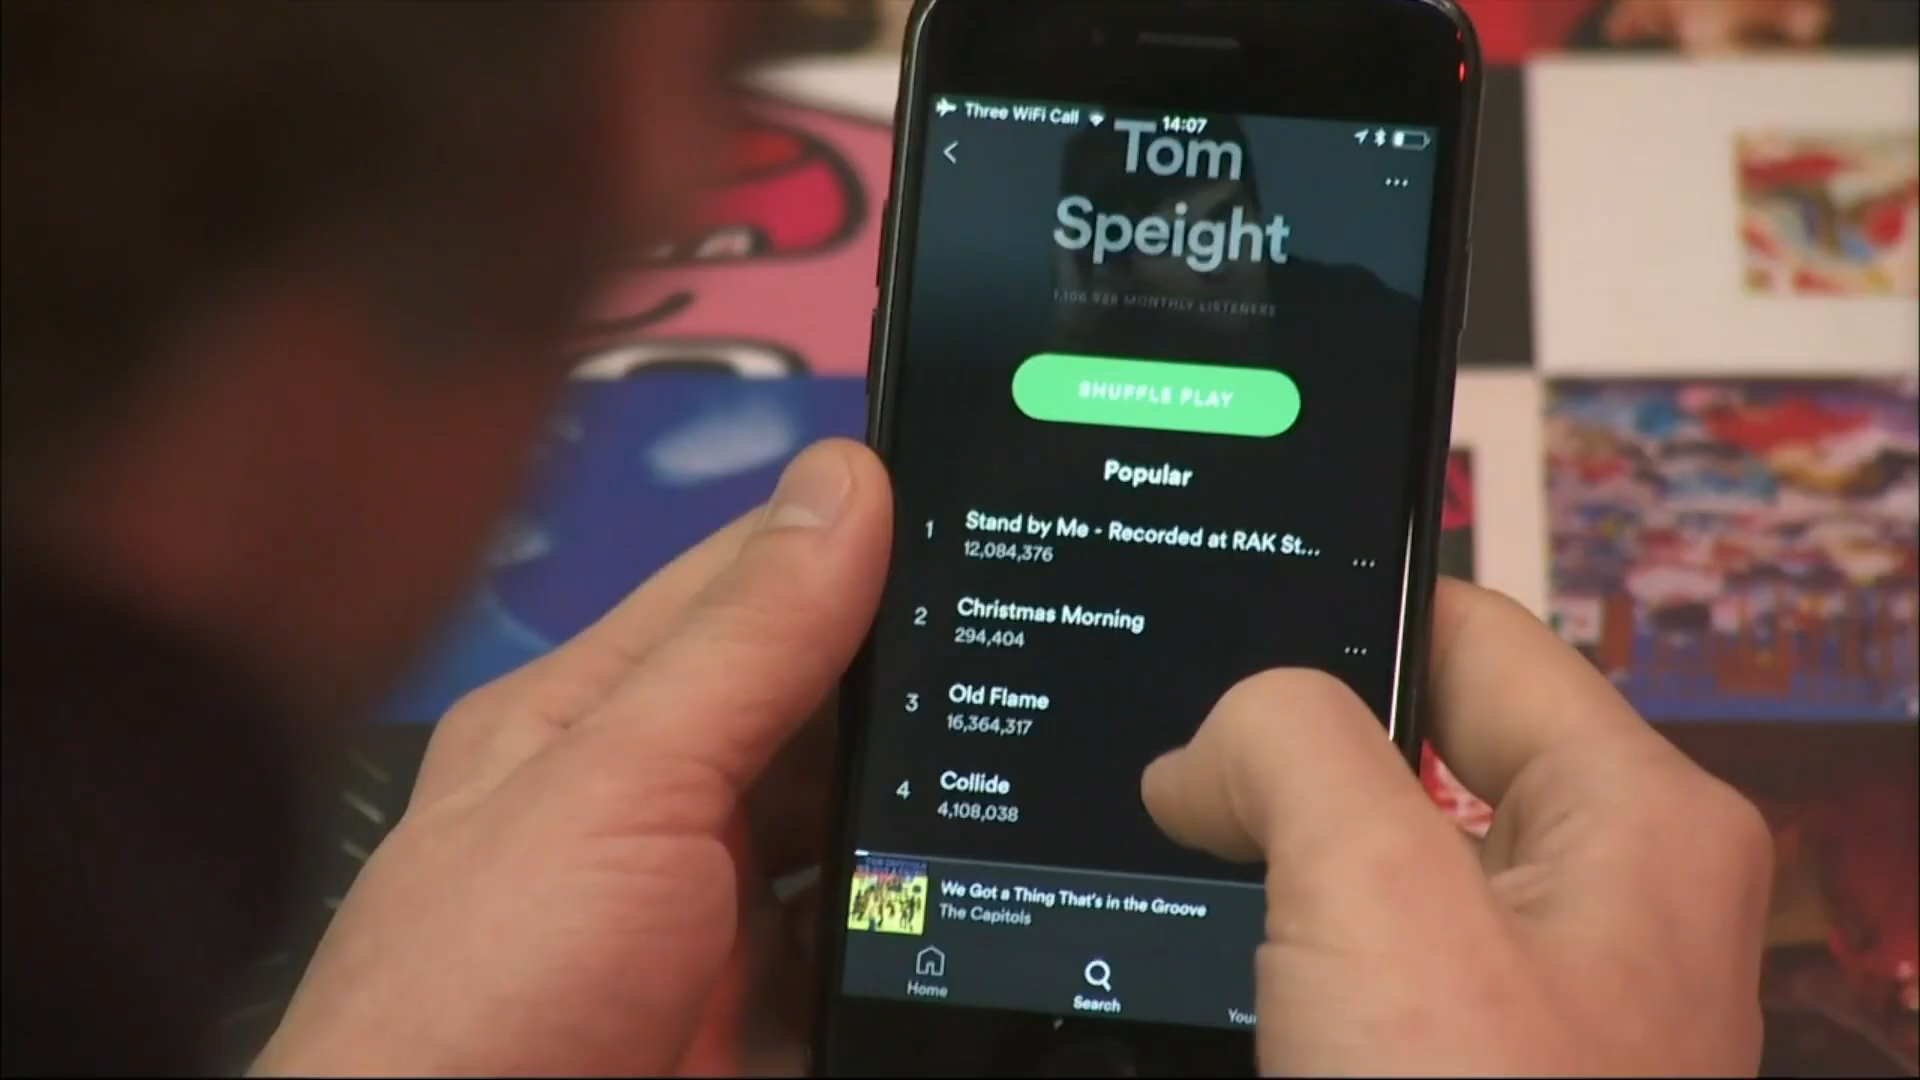 Three WiFi Call
14:07
Tom
Speight
MONTHLY LISTENERS
SHUFFLE PLAY
Popular
1
Stand by Me - Recorded at RAK St...
12,084,376
2
Christmas Morning
294,404
3
Old Flame
16,364,317
4
Collide
4,108,038
We Got a Thing That's in the Groove
The Capitols
Home
Search